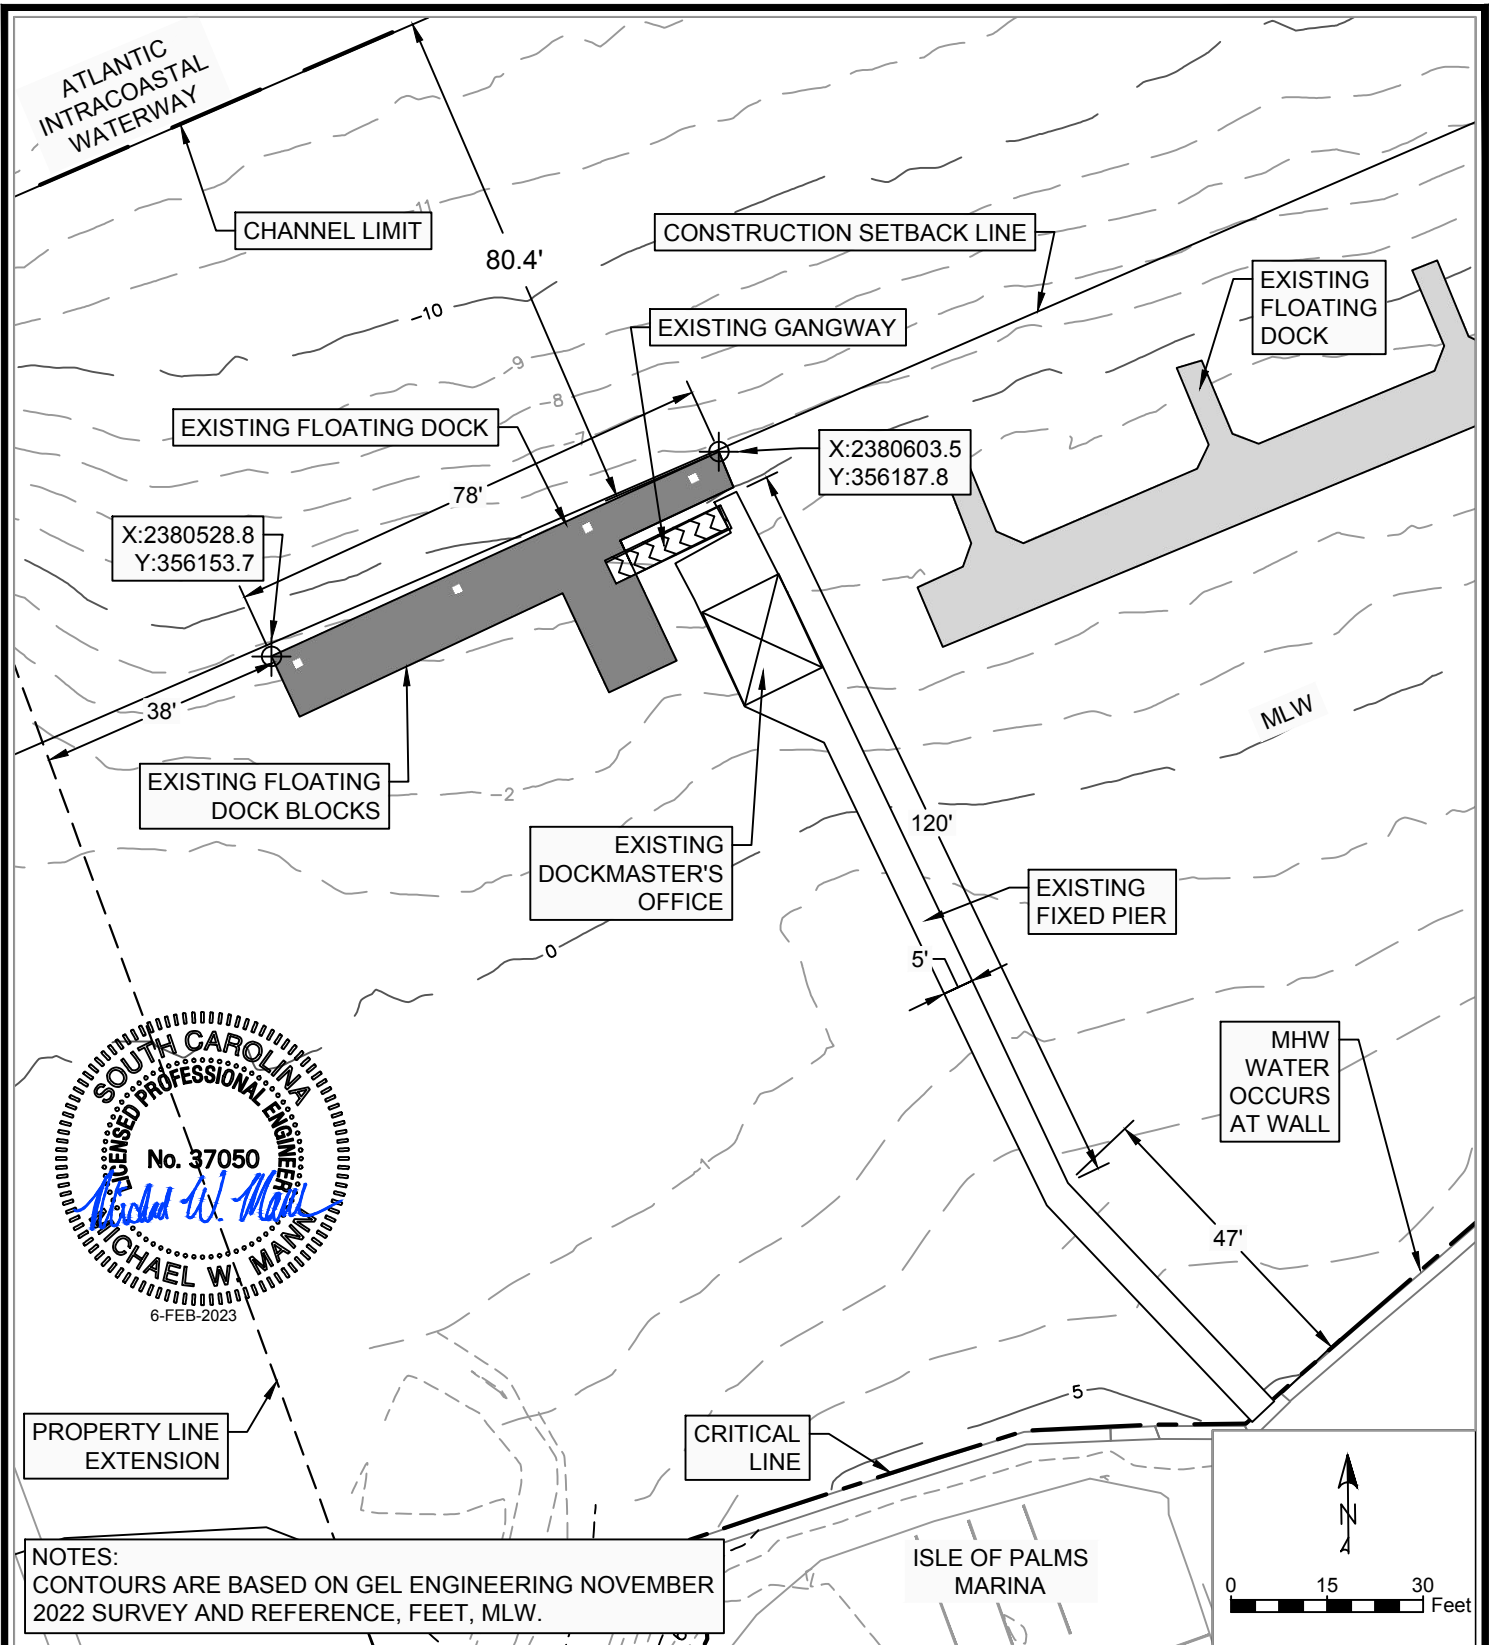 ATLANTIC
INTRACOASTAL
WATERWAY
CHANNEL LIMIT
-11
80.4'
CONSTRUCTION SETBACK LINE
-10
EXISTING GANGWAY
EXISTING
FLOATING
DOCK
-9
-8
EXISTING FLOATING DOCK
-7
78'
X:2380603.5
Y:356187.8
X:2380528.8
Y:356153.7
38'
MLW
EXISTING FLOATING
DOCK BLOCKS
-2
120'
EXISTING
DOCKMASTER'S
OFFICE
EXISTING
FIXED PIER
0
5'
MHW
WATER
OCCURS
AT WALL
SOUTH CAROLINA
LICENSED PROFESSIONAL ENGINEER
No. 37050
Michael W. Mann
MICHAEL W. MANN
6-FEB-2023
1
47'
5
PROPERTY LINE
EXTENSION
CRITICAL
LINE
NOTES:
CONTOURS ARE BASED ON GEL ENGINEERING NOVEMBER
2022 SURVEY AND REFERENCE, FEET, MLW.
ISLE OF PALMS
MARINA
N
0 15 30
Feet